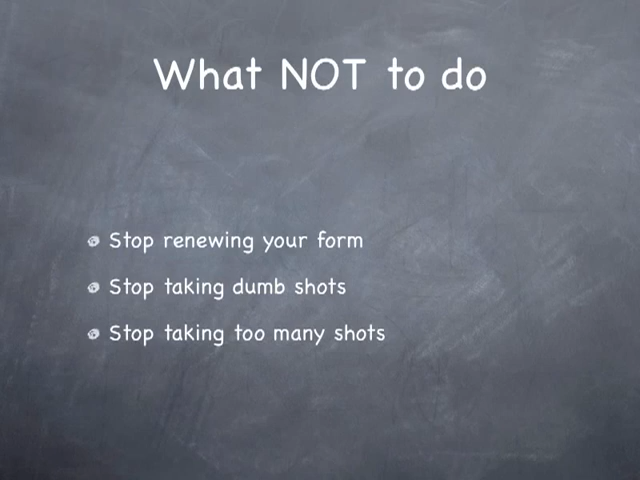 What NOT to do
Stop renewing your form
Stop taking dumb shots
Stop taking too many shots